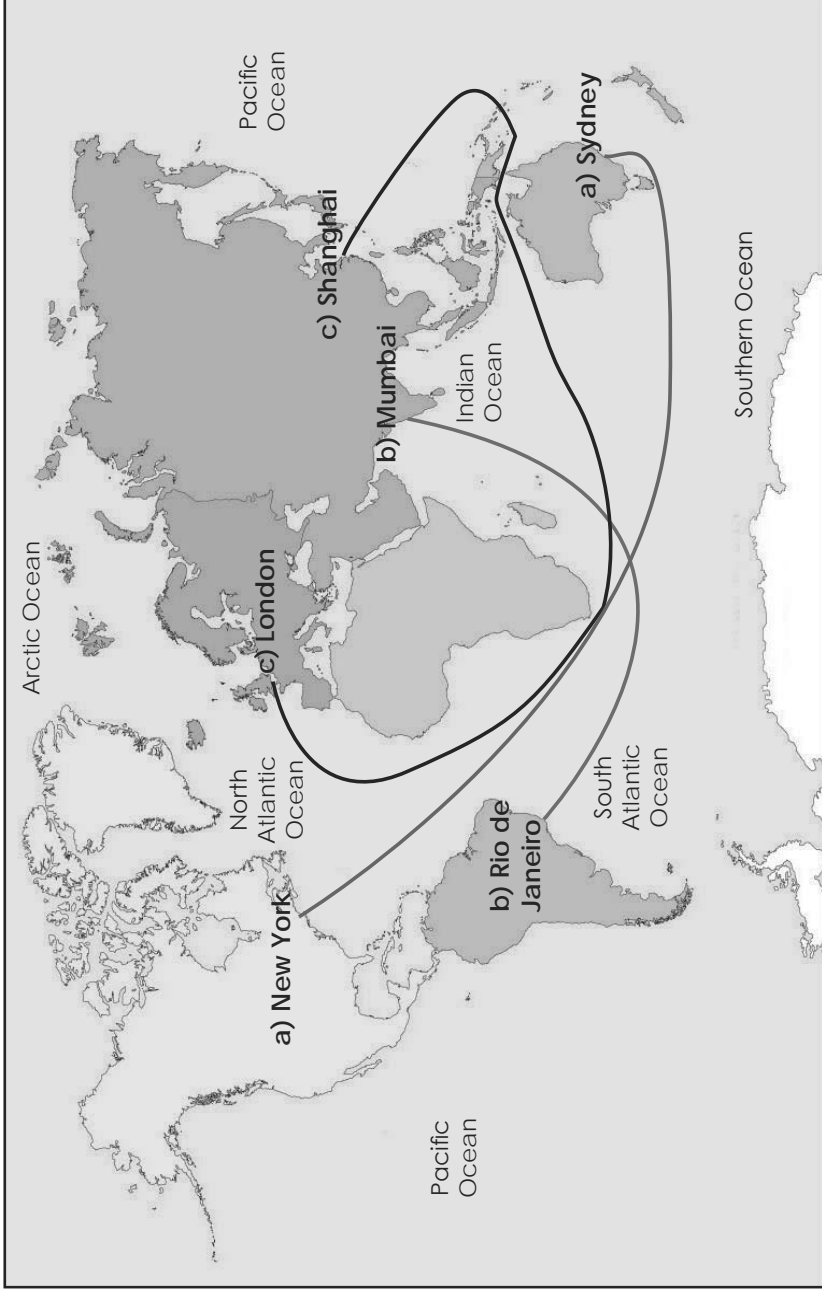 Arctic Ocean
Pacific
Ocean
North
Atlantic
Ocean
c) London
a) New York
c) Shanghai
b) Mumbai
Indian
Ocean
b) Rio de
Janeiro
Pacific
Ocean
South
Atlantic
Ocean
a) Sydney
Southern Ocean